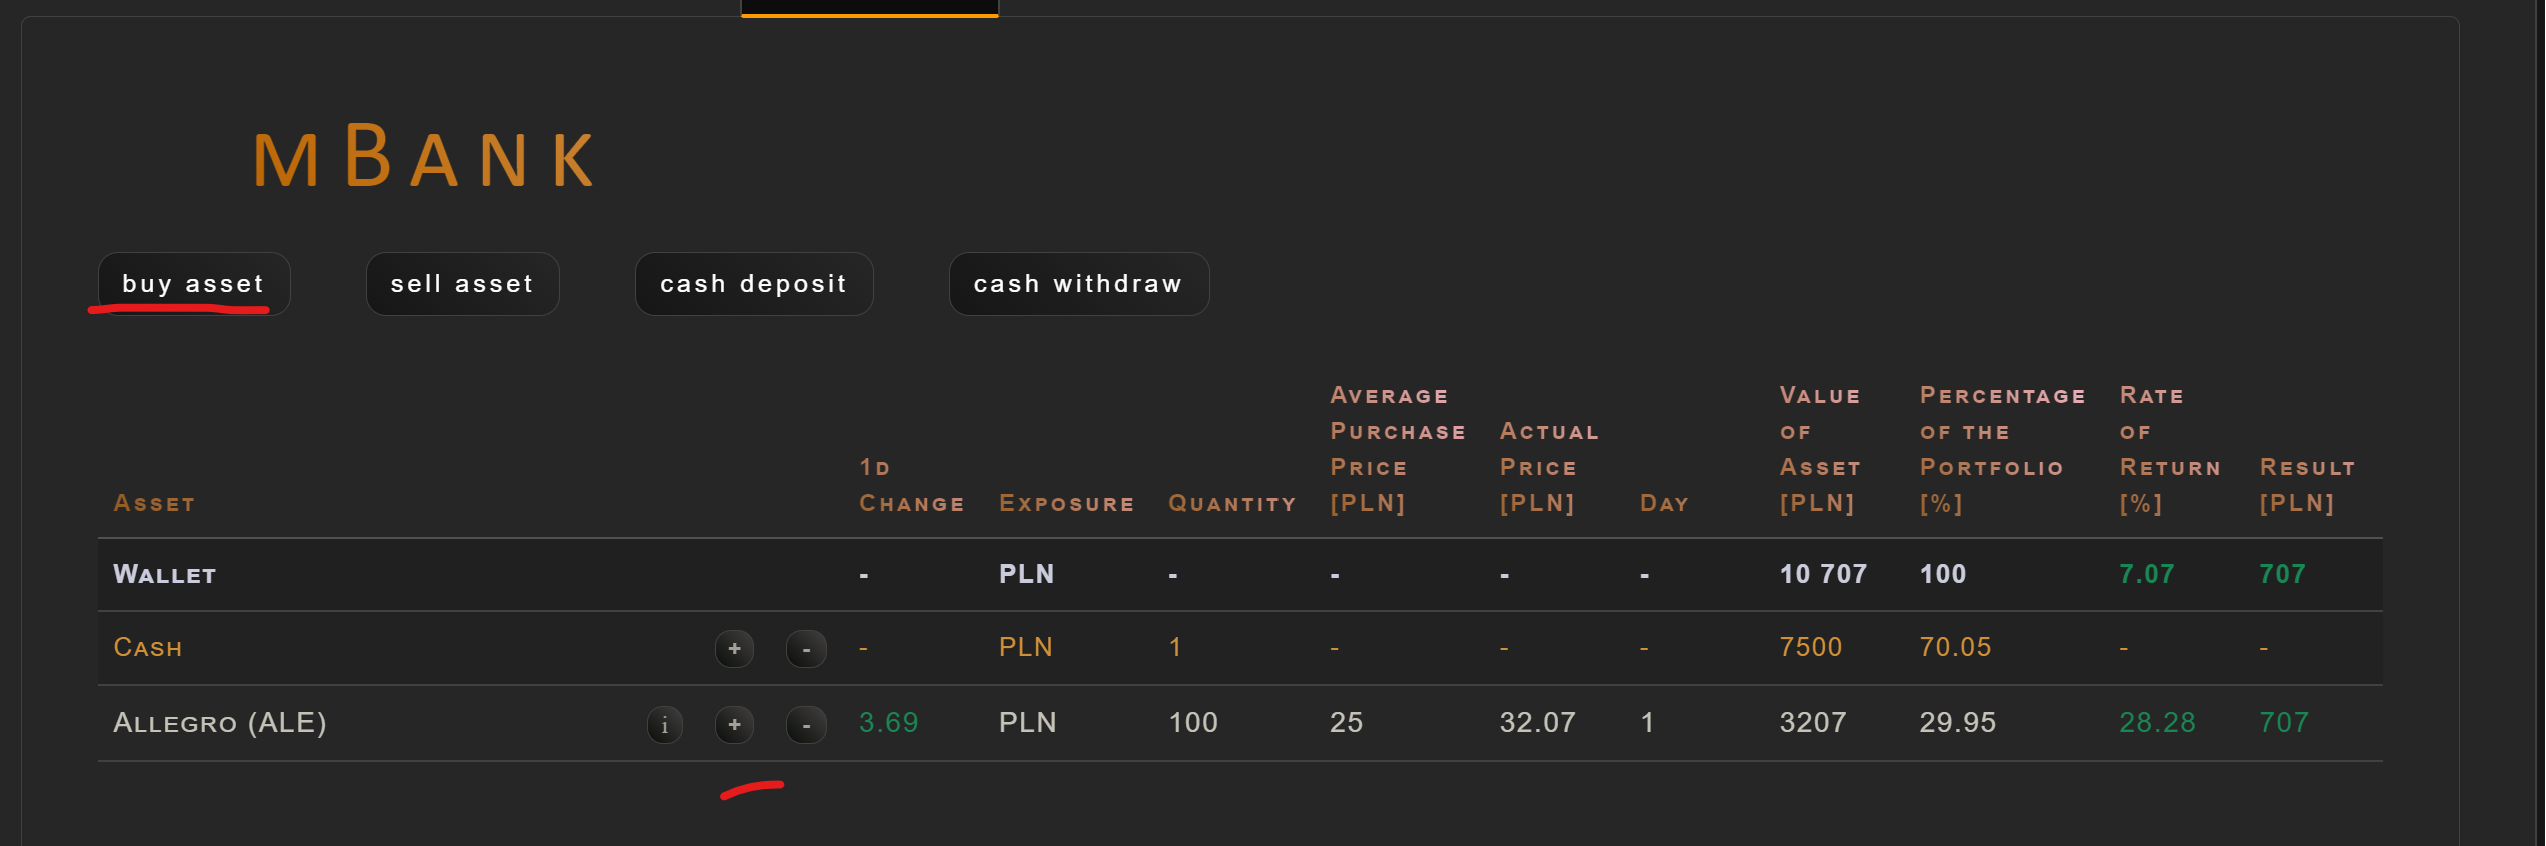 mBank
buy asset sell asset cash deposit cash withdraw
Asset 1d Change Exposure Quantity Average Purchase Price [PLN] Actual Price [PLN] Day Value of Asset [PLN] Percentage of the Portfolio [%] Rate of Return [%] Result [PLN]
Wallet - PLN - - - - 10 707 100 7.07 707
Cash + - - PLN 1 - - - 7500 70.05 - -
Allegro (ALE) i + - 3.69 PLN 100 25 32.07 1 3207 29.95 28.28 707